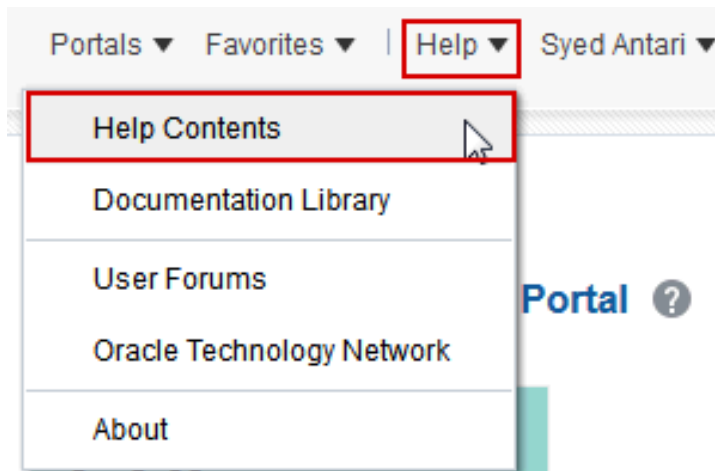 Portals ▼ Favorites ▼ | Help ▼ Syed Antari ▼
Help Contents
Documentation Library
User Forums
Portal ?
Oracle Technology Network
About